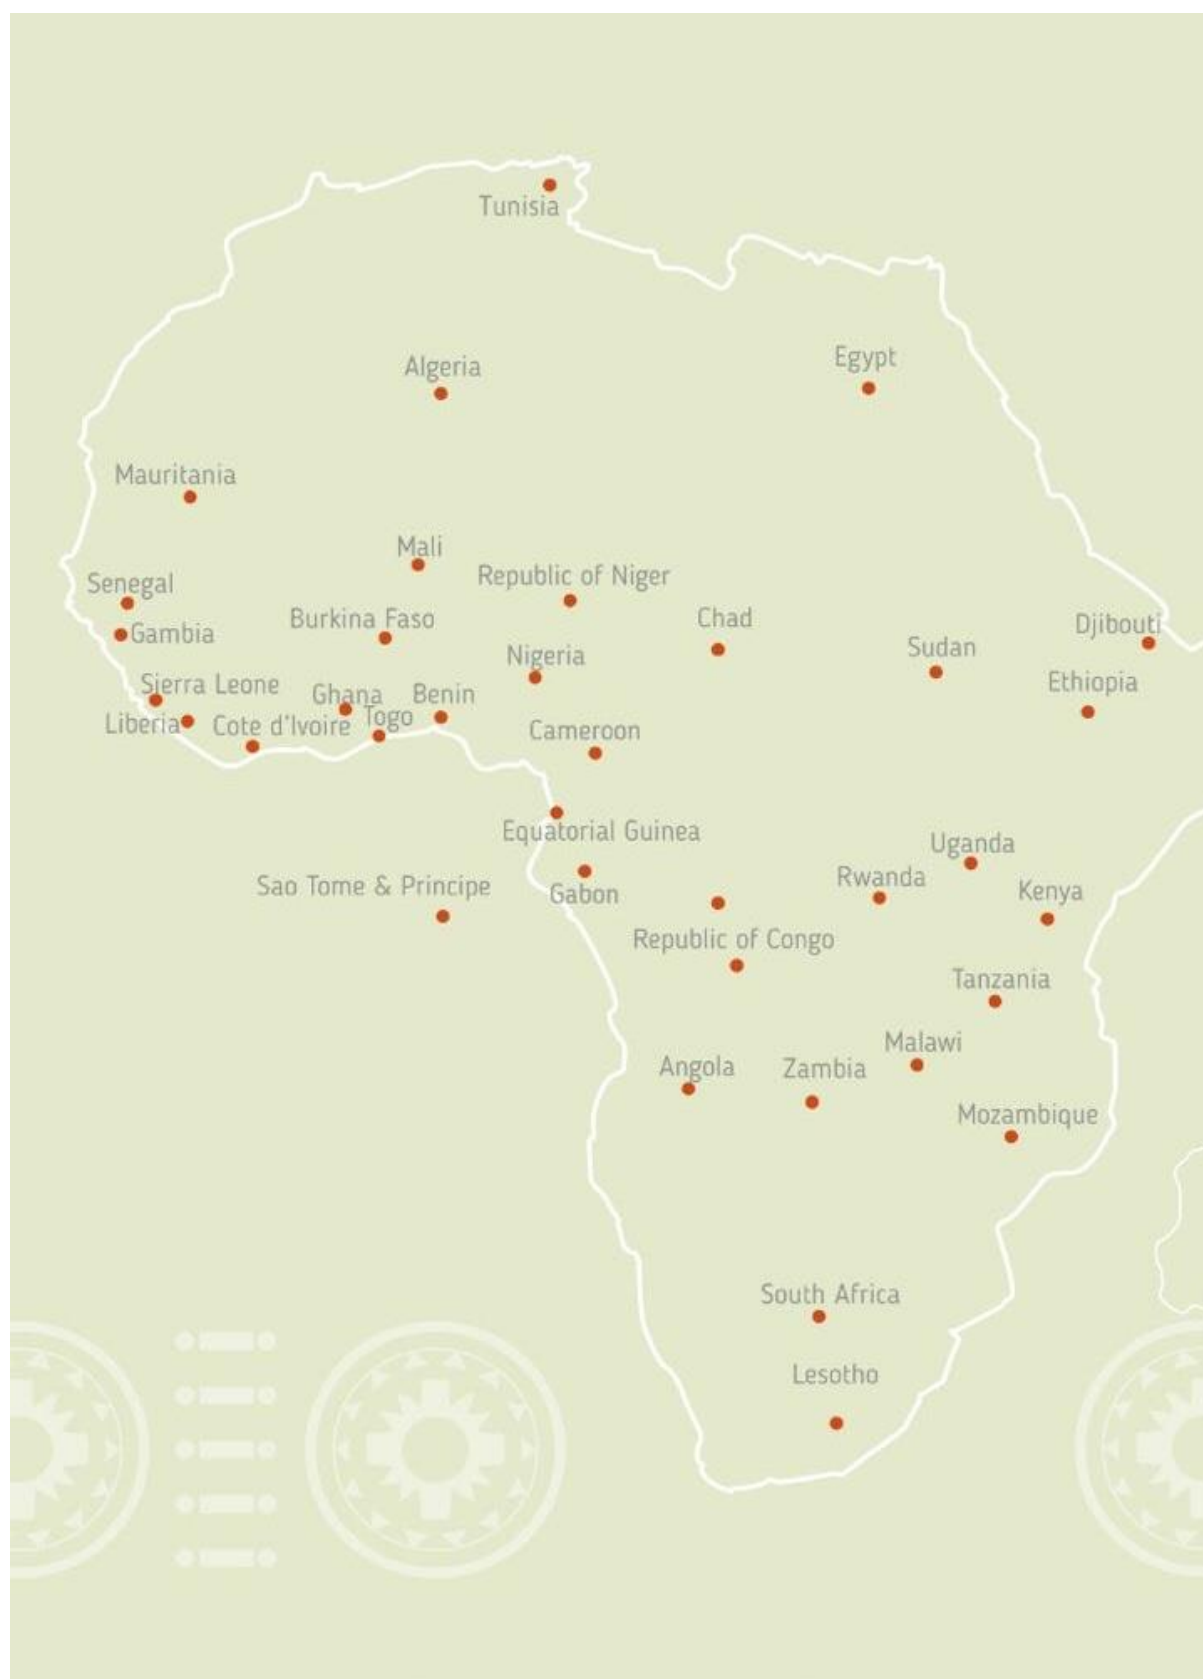 Tunisia
Egypt
Algeria
Mauritania
Mali
Republic of Niger
Senegal
Burkina Faso
Chad
Djibouti
Gambia
Sudan
Nigeria
Ethiopia
Sierra Leone
Ghana
Benin
Liberia
Cote d'Ivoire
Togo
Cameroon
Equatorial Guinea
Uganda
Rwanda
Sao Tome & Principe
Gabon
Kenya
Republic of Congo
Tanzania
Malawi
Angola
Zambia
Mozambique
South Africa
Lesotho